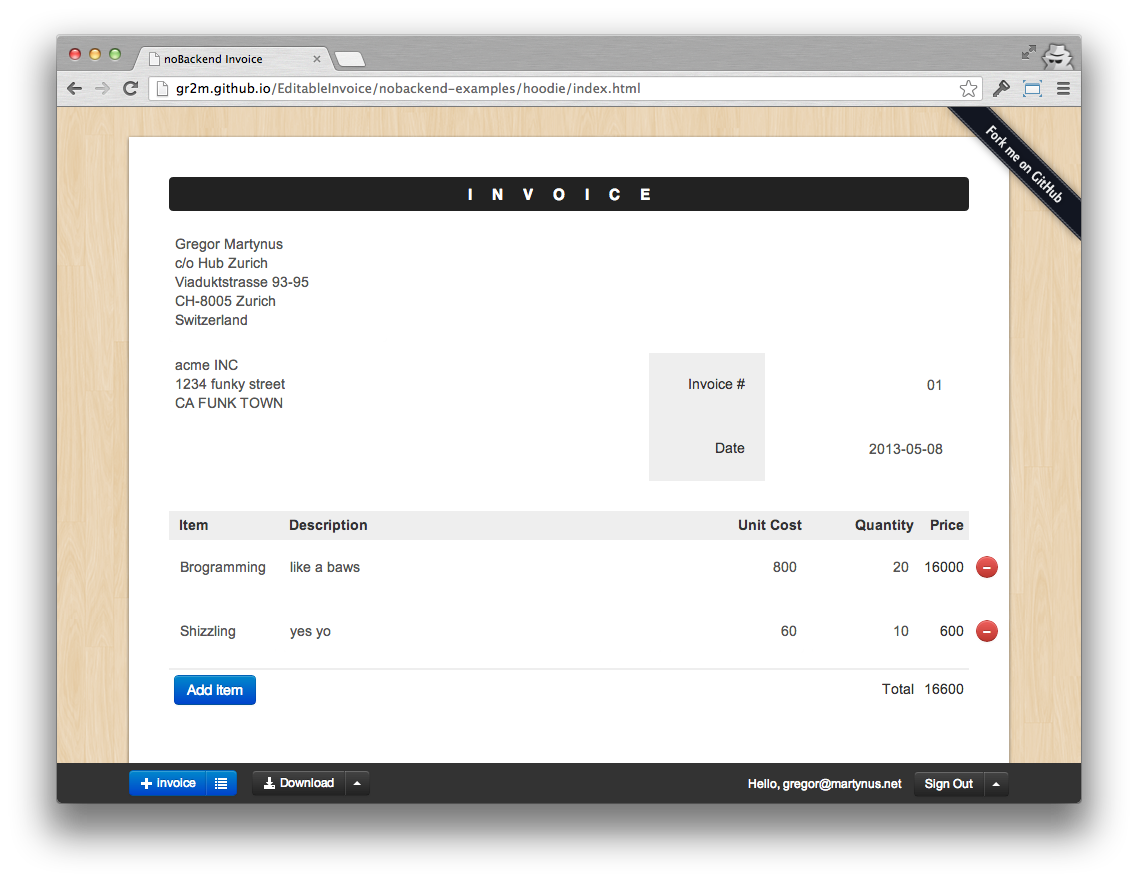 noBackend Invoice
gr2m.github.io/EditableInvoice/nobackend-examples/hoodie/index.html
Fork me on GitHub
INVOICE
Gregor Martynus
c/o Hub Zurich
Viaduktstrasse 93-95
CH-8005 Zurich
Switzerland
acme INC
1234 funky street
CA FUNK TOWN
Invoice # 01
Date 2013-05-08
Item Description Unit Cost Quantity Price
Brogramming like a baws 800 20 16000
Shizzling yes yo 60 10 600
Add Item Total 16600
Invoice Download Hello, gregor@martynus.net Sign Out